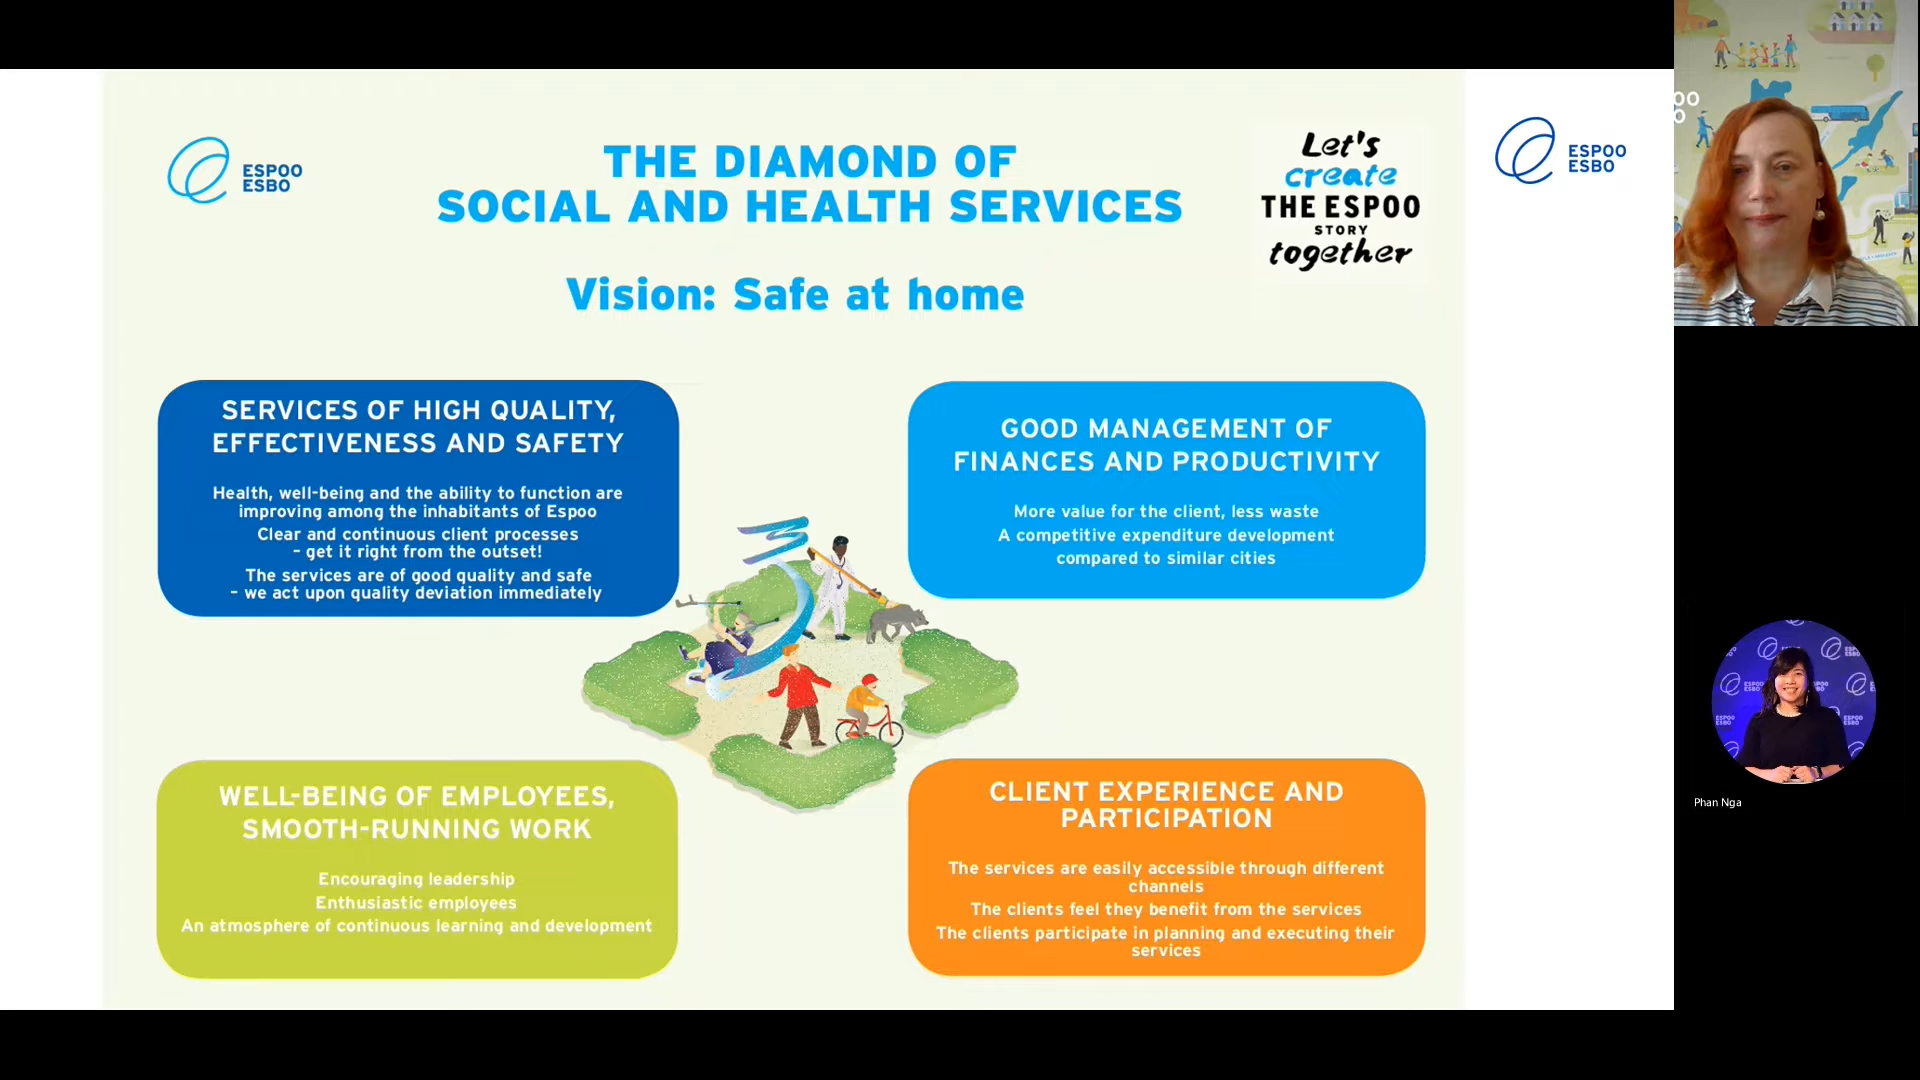 ESPOO
ESBO
THE DIAMOND OF
SOCIAL AND HEALTH SERVICES
Vision: Safe at home
Let's
create
THE ESPOO
STORY
together
ESPOO
ESBO
SERVICES OF HIGH QUALITY,
EFFECTIVENESS AND SAFETY
Health, well-being and the ability to function are
improving among the inhabitants of Espoo
Clear and continuous client processes
- get it right from the outset!
The services are of good quality and safe
- we act upon quality deviation immediately
GOOD MANAGEMENT OF
FINANCES AND PRODUCTIVITY
More value for the client, less waste
A competitive expenditure development
compared to similar cities
WELL-BEING OF EMPLOYEES,
SMOOTH-RUNNING WORK
Encouraging leadership
Enthusiastic employees
An atmosphere of continuous learning and development
CLIENT EXPERIENCE AND
PARTICIPATION
The services are easily accessible through different
channels
The clients feel they benefit from the services
The clients participate in planning and executing their
services
OO
O
ESPOO
ESBO
Phan Nga